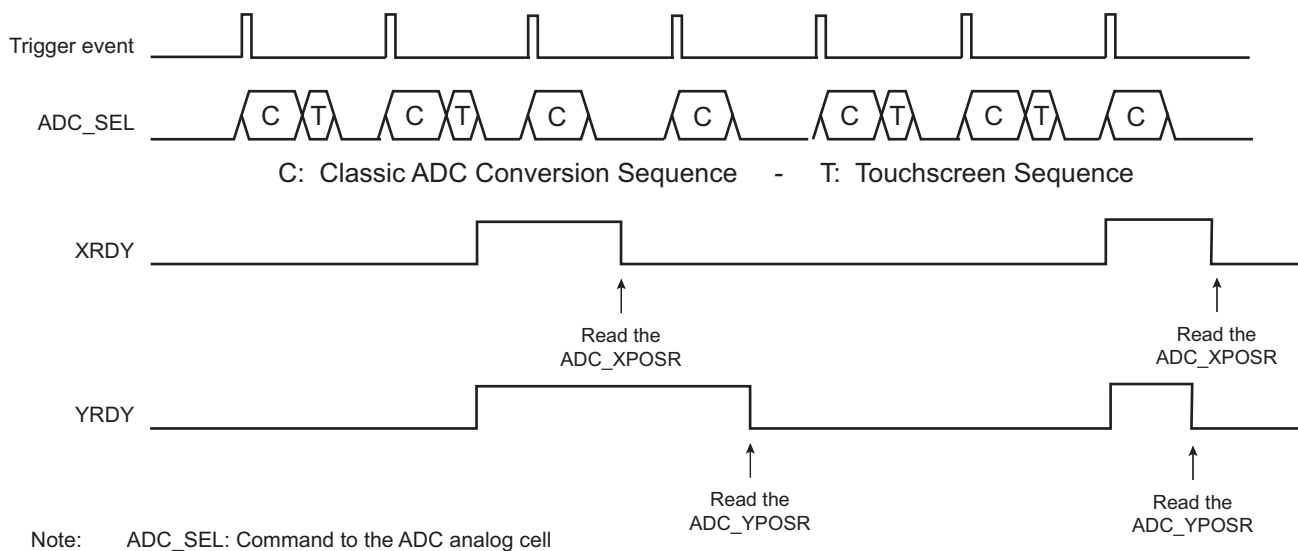 Trigger event
ADC_SEL
C T C T C C C T C T C
C: Classic ADC Conversion Sequence - T: Touchscreen Sequence
XRDY
Read the
ADC_XPOSR
Read the
ADC_XPOSR
YRDY
Read the
ADC_YPOSR
Read the
ADC_YPOSR
Note: ADC_SEL: Command to the ADC analog cell